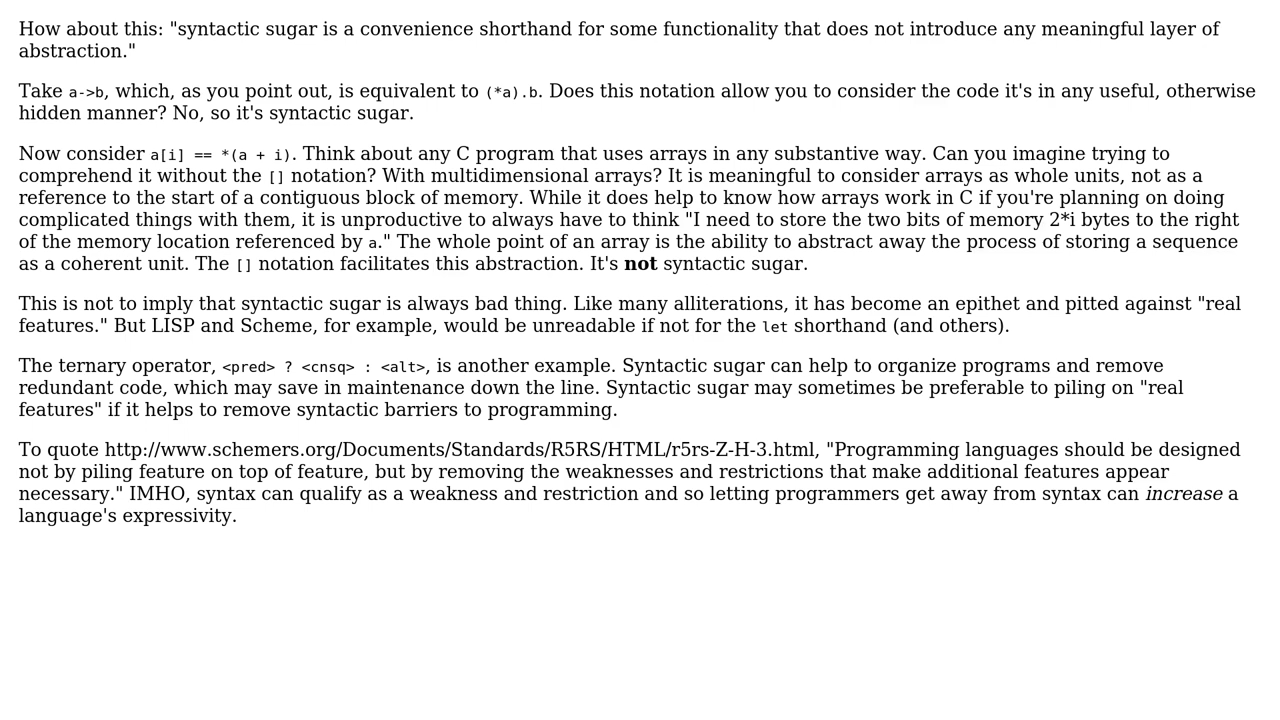 How about this: "syntactic sugar is a convenience shorthand for some functionality that does not introduce any meaningful layer of
abstraction."
Take a->b, which, as you point out, is equivalent to (*a).b. Does this notation allow you to consider the code it's in any useful, otherwise
hidden manner? No, so it's syntactic sugar.
Now consider a[i] == *(a + i). Think about any C program that uses arrays in any substantive way. Can you imagine trying to
comprehend it without the [] notation? With multidimensional arrays? It is meaningful to consider arrays as whole units, not as a
reference to the start of a contiguous block of memory. While it does help to know how arrays work in C if you're planning on doing
complicated things with them, it is unproductive to always have to think "I need to store the two bits of memory 2*i bytes to the right
of the memory location referenced by a." The whole point of an array is the ability to abstract away the process of storing a sequence
as a coherent unit. The [] notation facilitates this abstraction. It's not syntactic sugar.
This is not to imply that syntactic sugar is always bad thing. Like many alliterations, it has become an epithet and pitted against "real
features." But LISP and Scheme, for example, would be unreadable if not for the let shorthand (and others).
The ternary operator, <pred> ? <cnsq> : <alt>, is another example. Syntactic sugar can help to organize programs and remove
redundant code, which may save in maintenance down the line. Syntactic sugar may sometimes be preferable to piling on "real
features" if it helps to remove syntactic barriers to programming.
To quote http://www.schemers.org/Documents/Standards/R5RS/HTML/r5rs-Z-H-3.html, "Programming languages should be designed
not by piling feature on top of feature, but by removing the weaknesses and restrictions that make additional features appear
necessary." IMHO, syntax can qualify as a weakness and restriction and so letting programmers get away from syntax can increase a
language's expressivity.